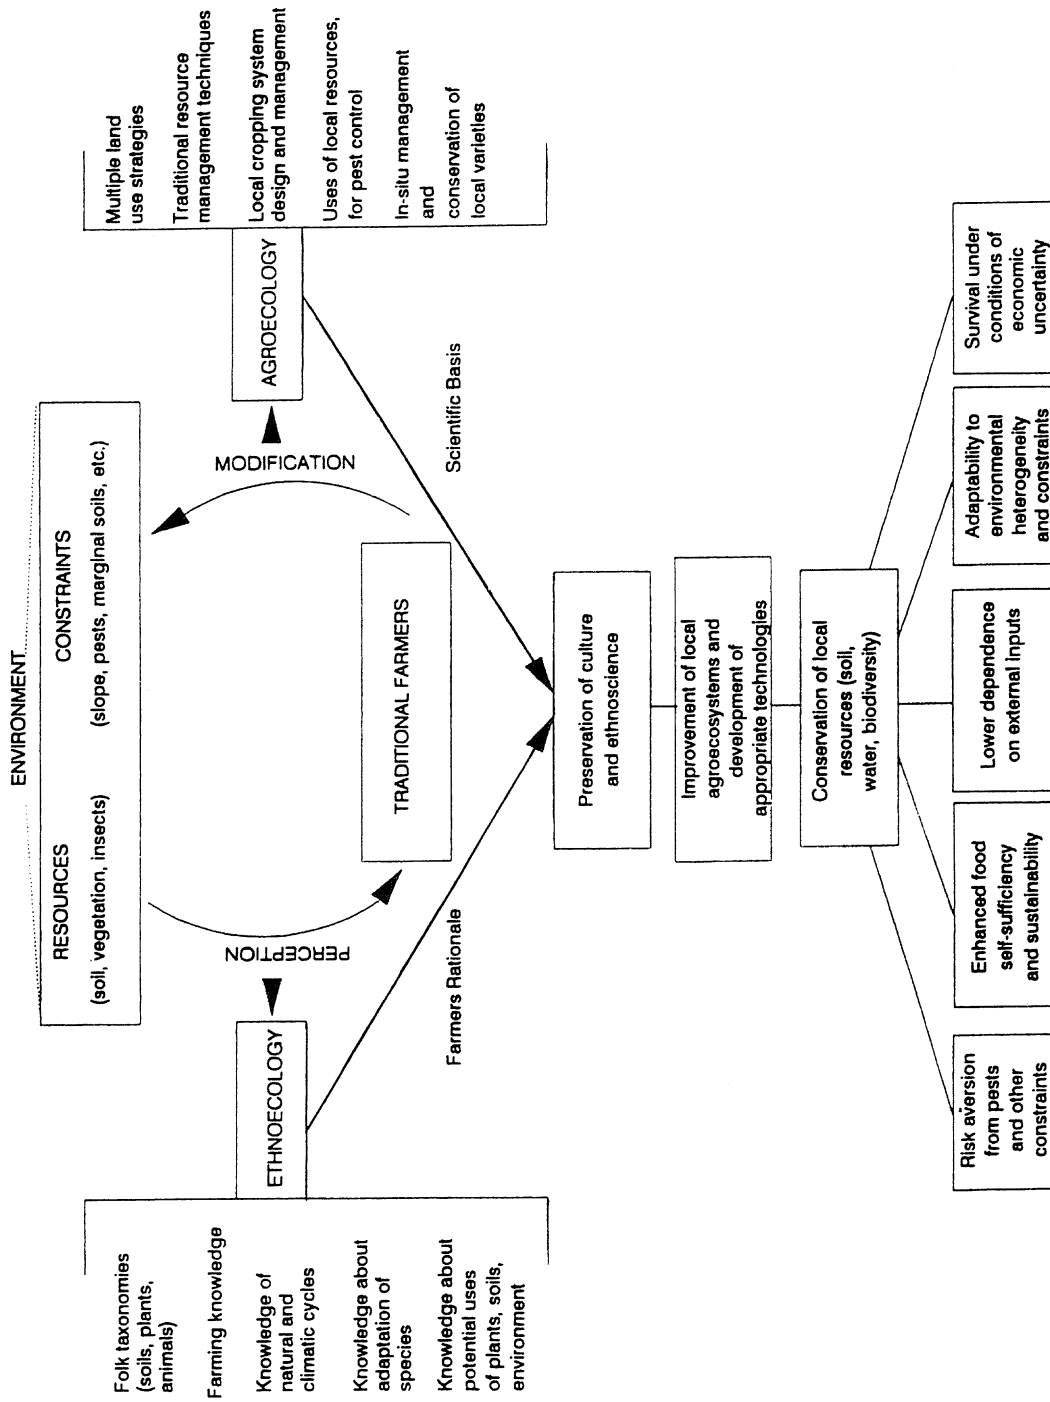 ENVIRONMENT
RESOURCES
(soil, vegetation, insects)
CONSTRAINTS
(slope, pests, marginal soils, etc.)
PERCEPTION
MODIFICATION
TRADITIONAL FARMERS
ETHNOECOLOGY
AGROECOLOGY
Folk taxonomies
(soils, plants,
animals)
Farming knowledge
Knowledge of
natural and
climatic cycles
Knowledge about
adaptation of
species
Knowledge about
potential uses
of plants, soils,
environment
Multiple land
use strategies
Traditional resource
management techniques
Local cropping system
design and management
Uses of local resources,
for pest control
In-situ management
and
conservation of
local varieties
Farmers Rationale
Scientific Basis
Preservation of culture
and ethnoscience
Improvement of local
agroecosystems and
development of
appropriate technologies
Conservation of local
resources (soil,
water, biodiversity)
Risk aversion
from pests
and other
constraints
Enhanced food
self-sufficiency
and sustainability
Lower dependence
on external inputs
Adaptability to
environmental
heterogeneity
and constraints
Survival under
conditions of
economic
uncertainty